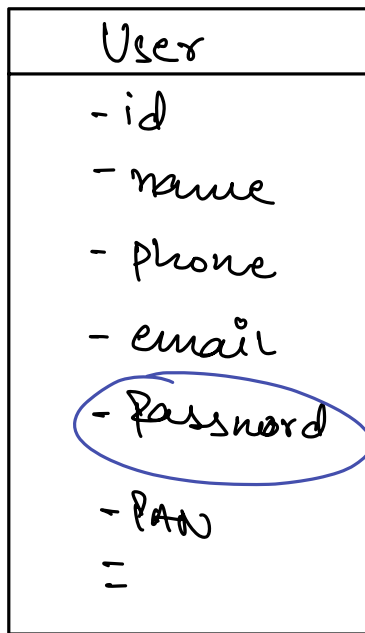 User
- id
- name
- phone
- email
- Password
- PAN
=